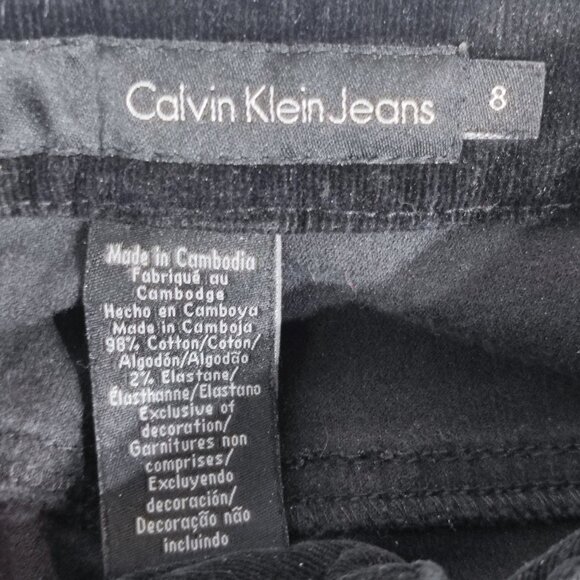 Calvin Klein Jeans
8
Made in Cambodia
Fabriqué au
Cambodge
Hecho en Camboya
Made in Camboja
98% Cotton/Coton/
Algodón/Algodão
2% Elastane/
Élasthanne/Elastano
Exclusive of
decoration/
Garnitures non
comprises/
Excluyendo
decoración/
Decoração não
incluindo